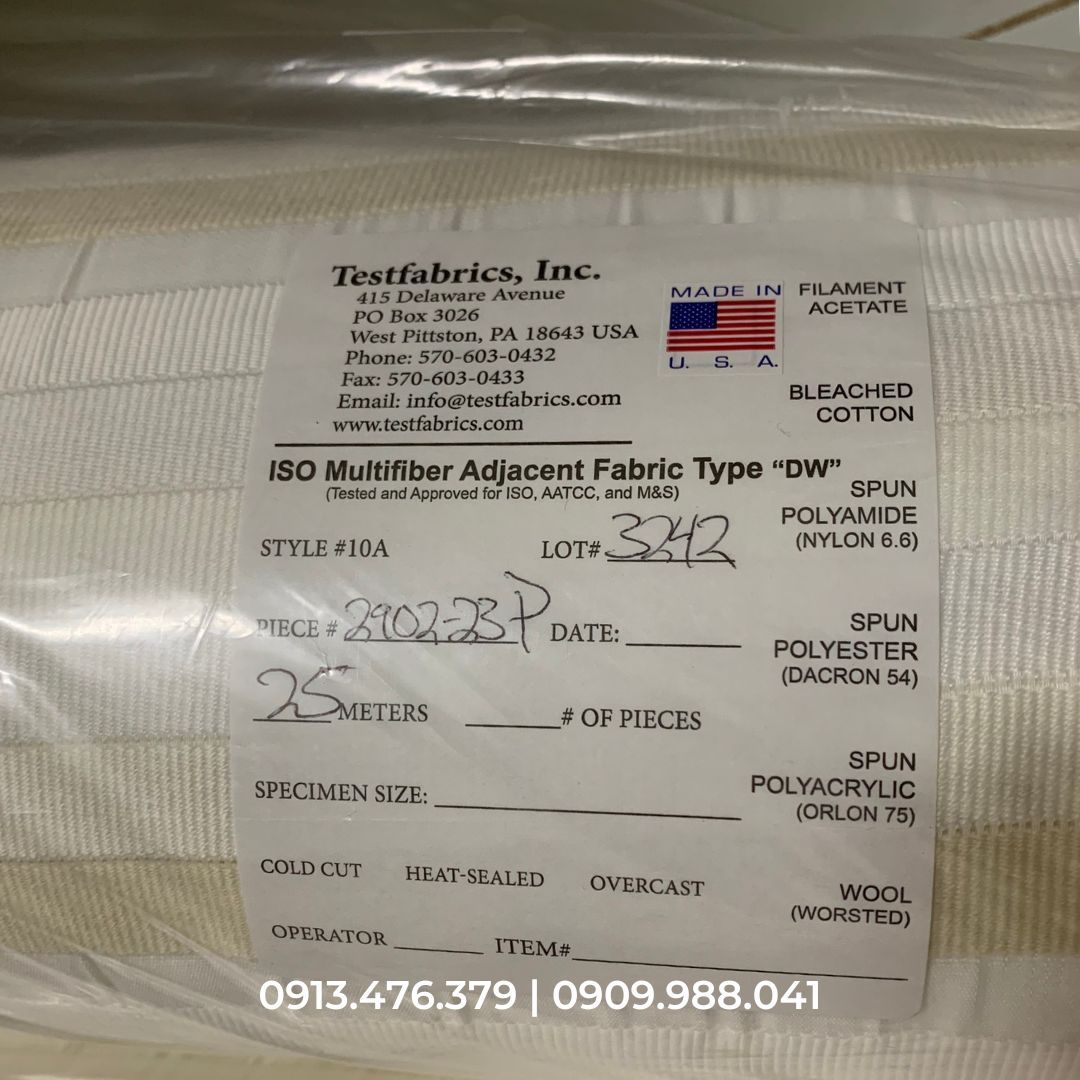 Testfabrics, Inc.
415 Delaware Avenue
PO Box 3026
West Pittston, PA 18643 USA
Phone: 570-603-0432
Fax: 570-603-0433
Email: info@testfabrics.com
www.testfabrics.com
MADE IN
U. S. A.
FILAMENT
ACETATE
BLEACHED
COTTON
ISO Multifiber Adjacent Fabric Type “DW”
(Tested and Approved for ISO, AATCC, and M&S)
SPUN
POLYAMIDE
(NYLON 6.6)
STYLE #10A LOT# 3242
PIECE # 2902-23P DATE:
SPUN
POLYESTER
(DACRON 54)
25 METERS # OF PIECES
SPUN
POLYACRYLIC
(ORLON 75)
SPECIMEN SIZE:
COLD CUT HEAT-SEALED OVERCAST
WOOL
(WORSTED)
OPERATOR ITEM#
0913.476.379 | 0909.988.041